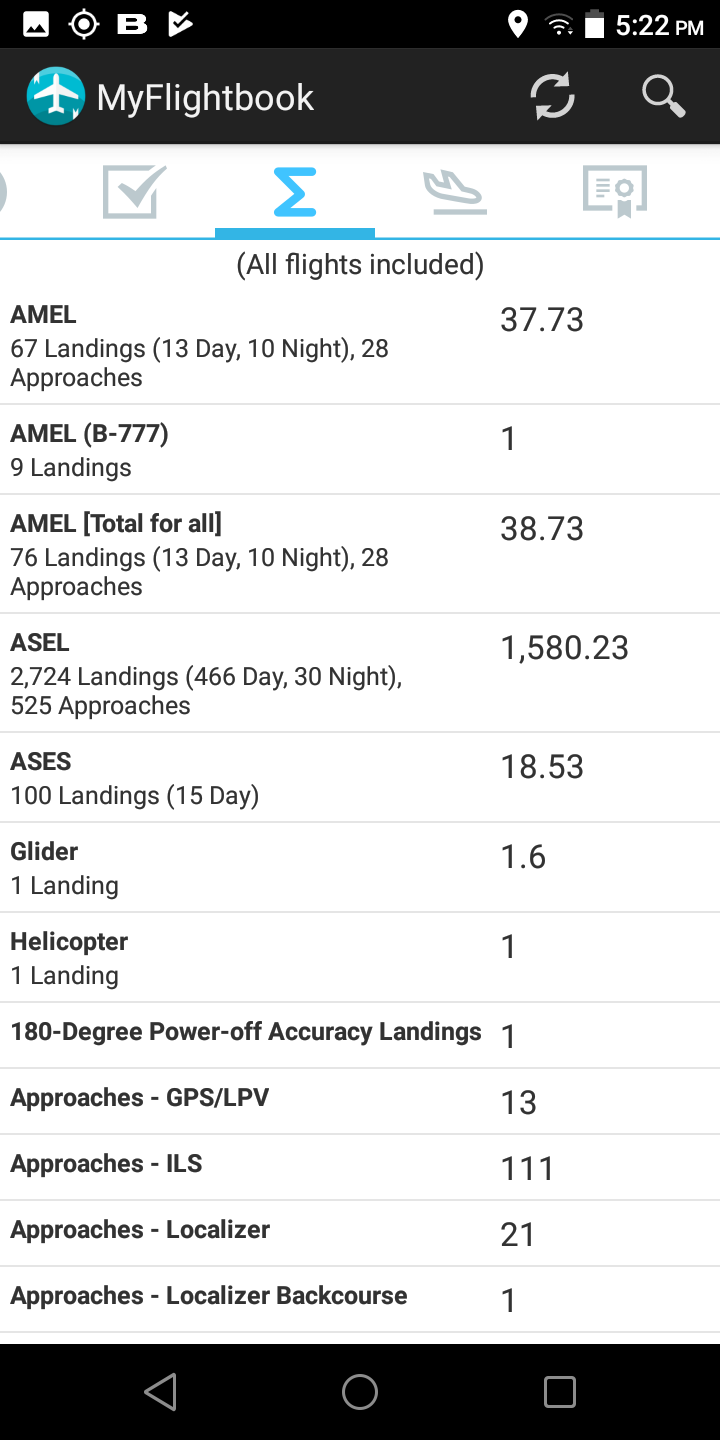 5:22 PM
MyFlightbook
(All flights included)
AMEL
37.73
67 Landings (13 Day, 10 Night), 28
Approaches
AMEL (B-777)
1
9 Landings
AMEL [Total for all]
38.73
76 Landings (13 Day, 10 Night), 28
Approaches
ASEL
1,580.23
2,724 Landings (466 Day, 30 Night),
525 Approaches
ASES
18.53
100 Landings (15 Day)
Glider
1.6
1 Landing
Helicopter
1
1 Landing
180-Degree Power-off Accuracy Landings 1
Approaches - GPS/LPV 13
Approaches - ILS 111
Approaches - Localizer 21
Approaches - Localizer Backcourse 1